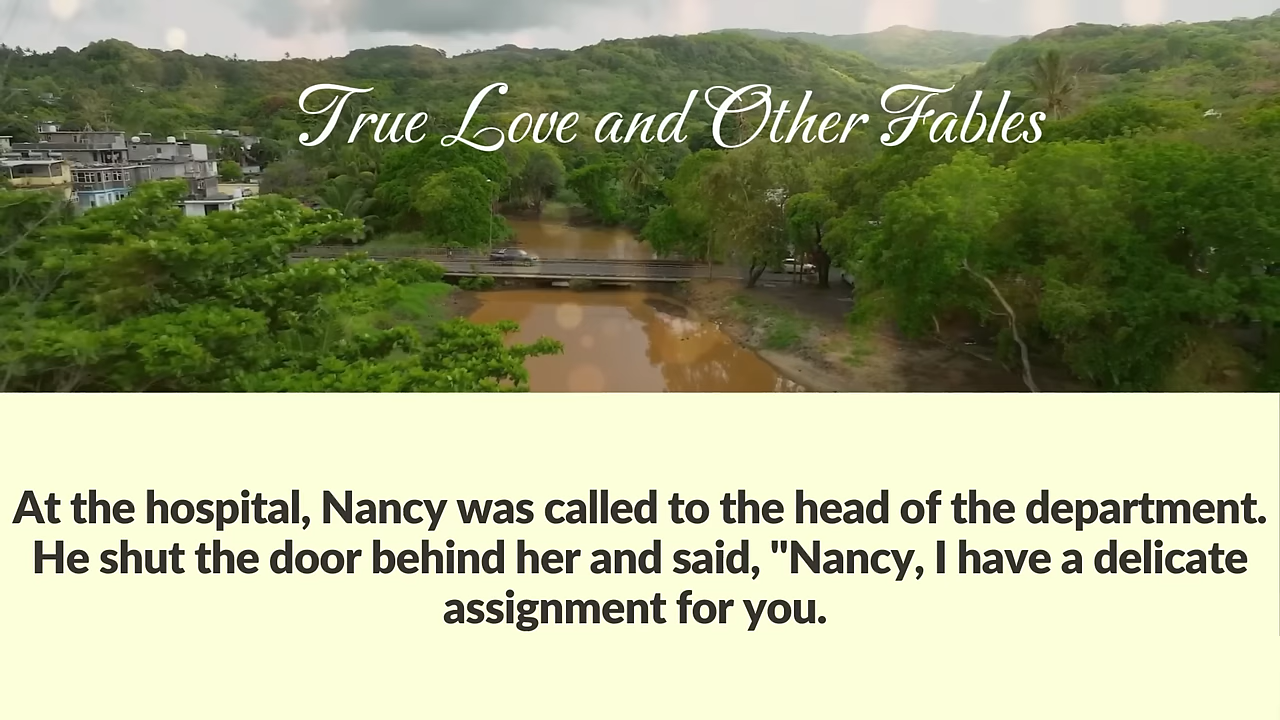 True Love and Other Fables
At the hospital, Nancy was called to the head of the department.
He shut the door behind her and said, "Nancy, I have a delicate
assignment for you.